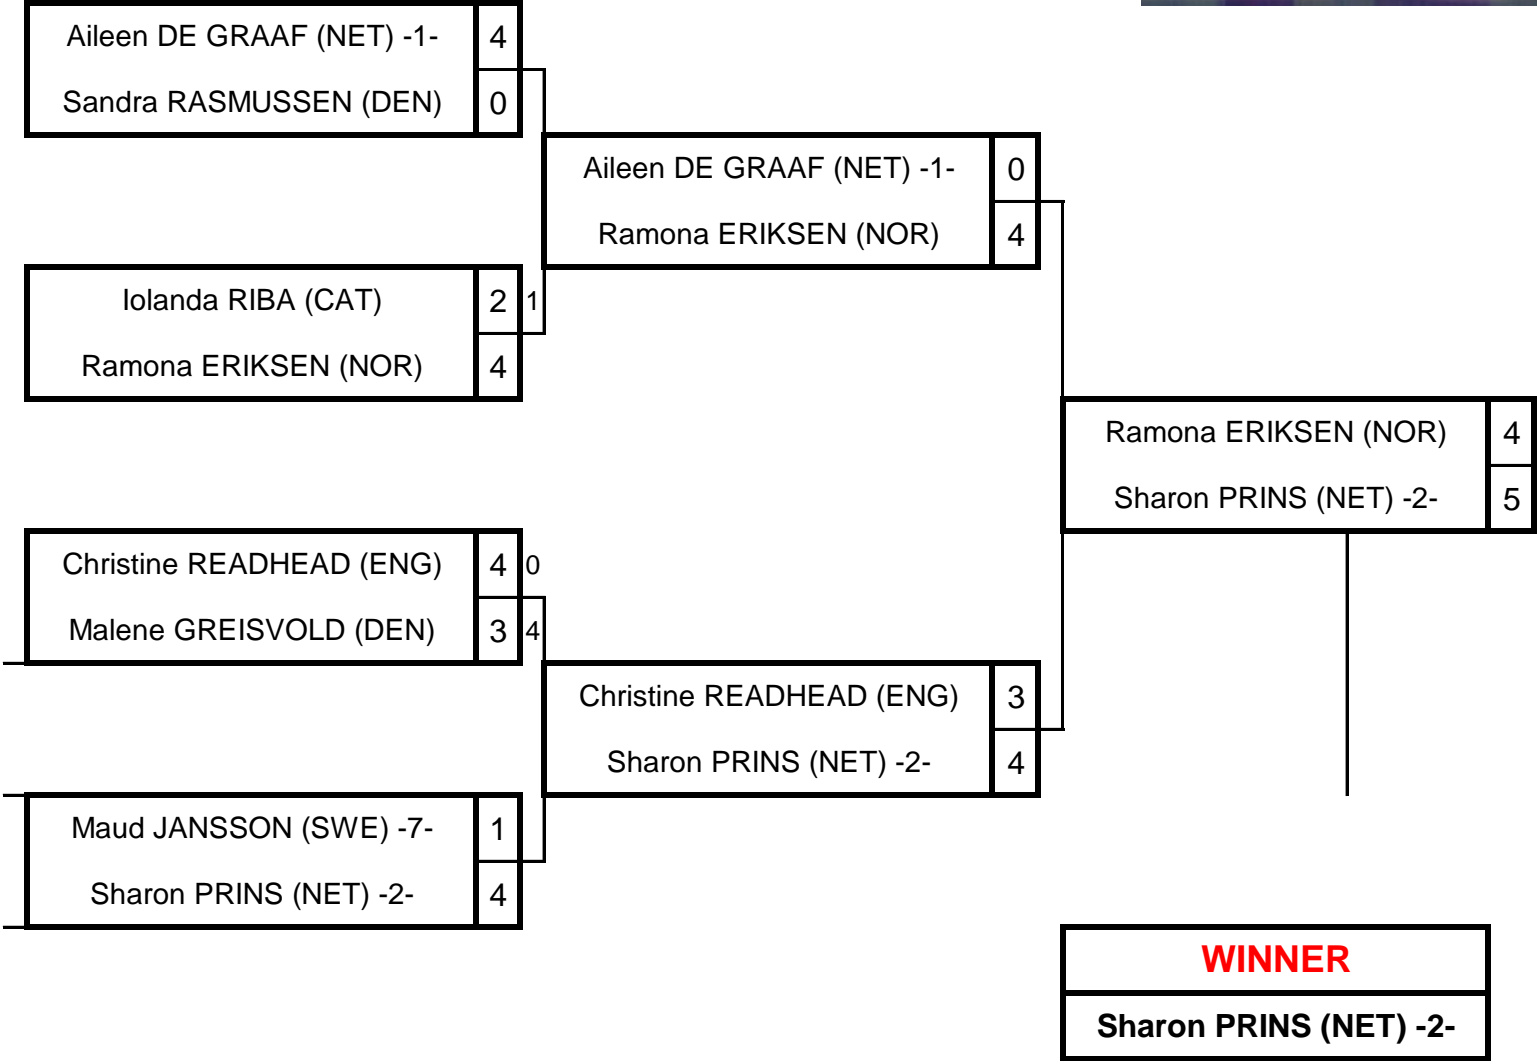 Aileen DE GRAAF (NET) -1- 4
Sandra RASMUSSEN (DEN) 0
Aileen DE GRAAF (NET) -1- 0
Ramona ERIKSEN (NOR) 4
Iolanda RIBA (CAT) 2 1
Ramona ERIKSEN (NOR) 4
Ramona ERIKSEN (NOR) 4
Sharon PRINS (NET) -2- 5
Christine READHEAD (ENG) 4 0
Malene GREISVOLD (DEN) 3 4
Christine READHEAD (ENG) 3
Sharon PRINS (NET) -2- 4
Maud JANSSON (SWE) -7- 1
Sharon PRINS (NET) -2- 4
WINNER
Sharon PRINS (NET) -2-